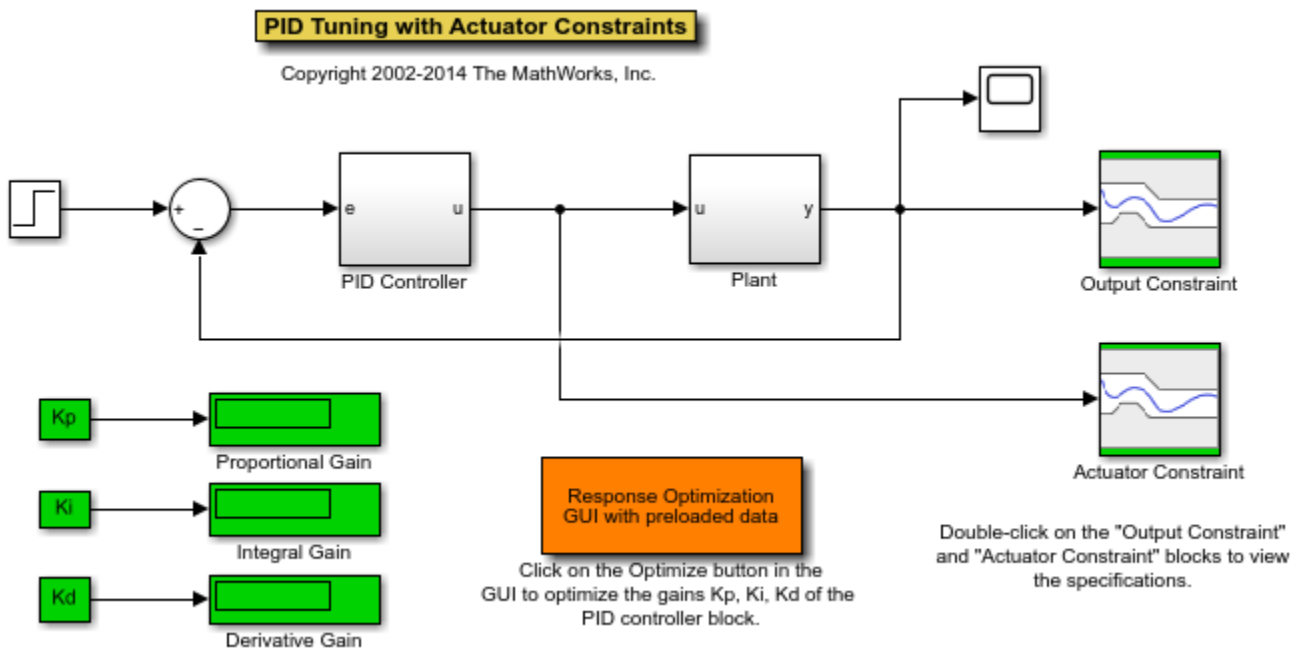 PID Tuning with Actuator Constraints
Copyright 2002-2014 The MathWorks, Inc.
+
−
e
u
PID Controller
u
y
Plant
Output Constraint
Actuator Constraint
Kp
Proportional Gain
Ki
Integral Gain
Kd
Derivative Gain
Response Optimization
GUI with preloaded data
Click on the Optimize button in the
GUI to optimize the gains Kp, Ki, Kd of the
PID controller block.
Double-click on the "Output Constraint"
and "Actuator Constraint" blocks to view
the specifications.